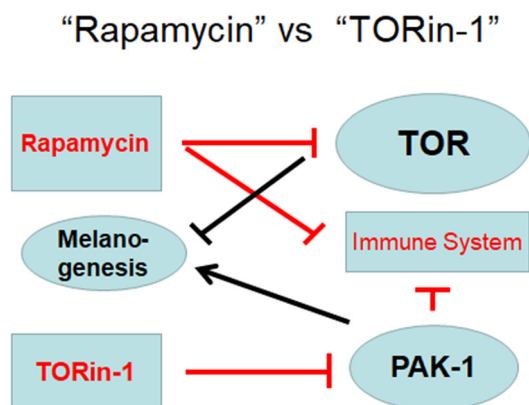 “Rapamycin” vs “TORin-1”
Rapamycin
TOR
Melano-
genesis
Immune System
TORin-1
PAK-1